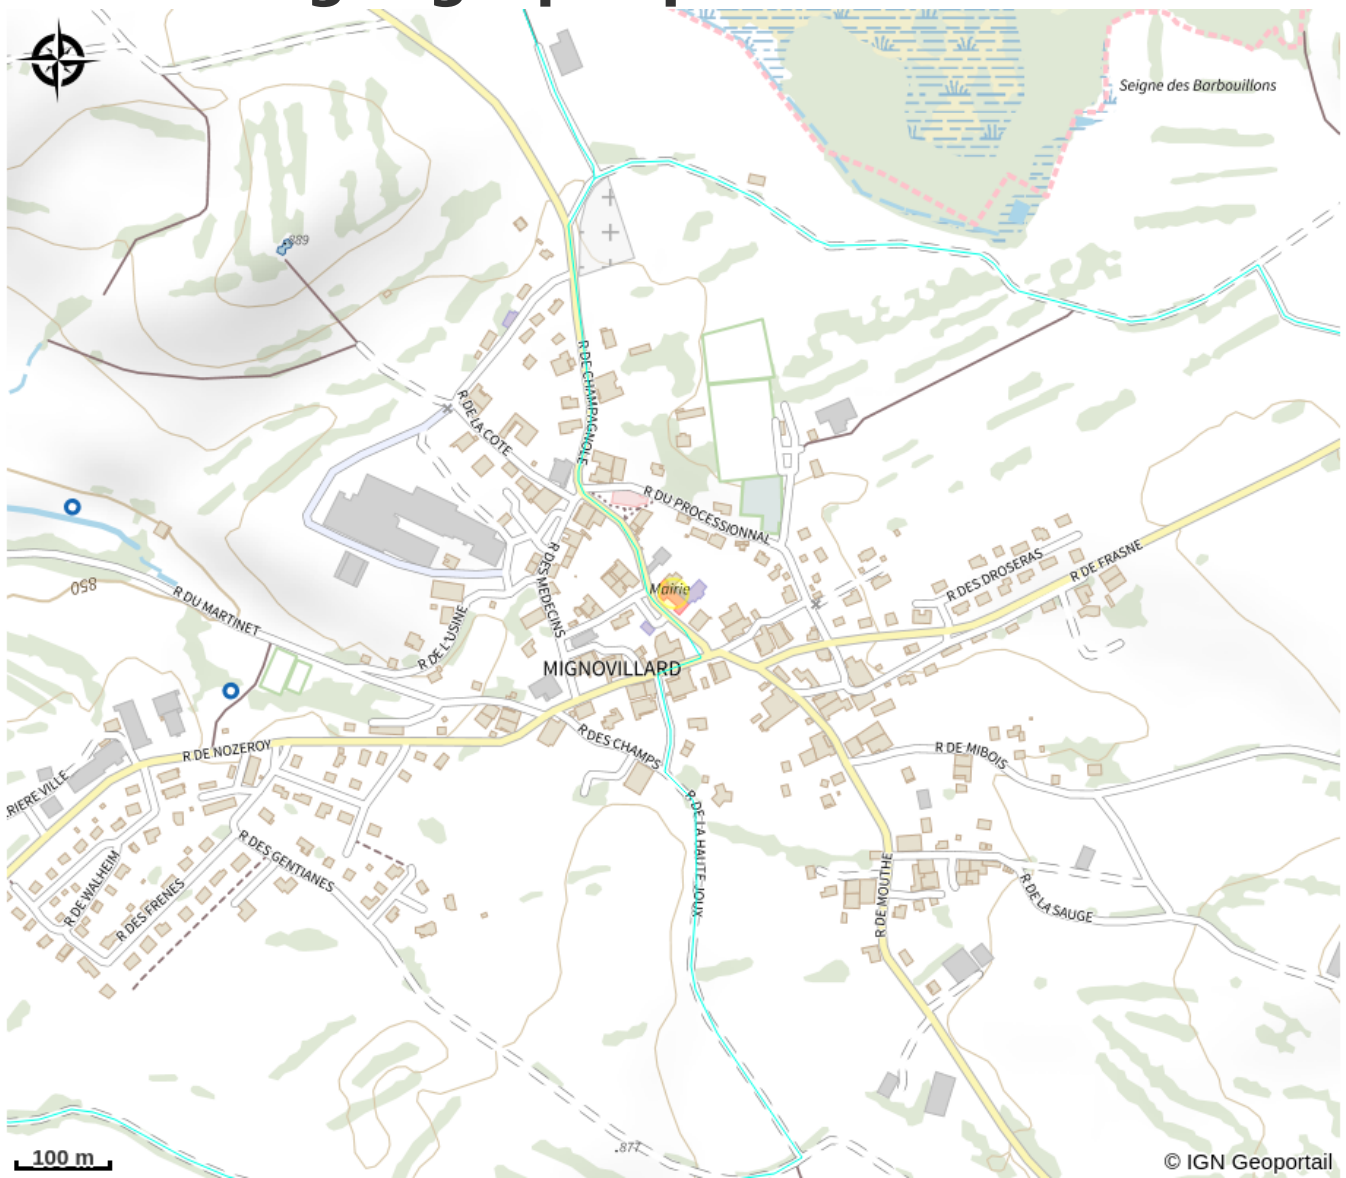 Seigne des Barbouillons
889
R DE CHAMPAGNOLE
R DE LA COTE
R DU PROCESSIONNAL
R DES MEDECINS
Mairie
R DES DROSERAS
R DE FRASNE
850
R DU MARTINET
R DE L'USINE
MIGNOVILLARD
R DE NOZEROY
R DES CHAMPS
R DE MIBOIS
RIERE VILLE
R DE LA HAUTE JOUX
R DES GENTIANES
R DE WALHEIM
R DES FRENES
R DE MOUTHE
R DE LA SAUGE
877
100 m
© IGN Geoportail